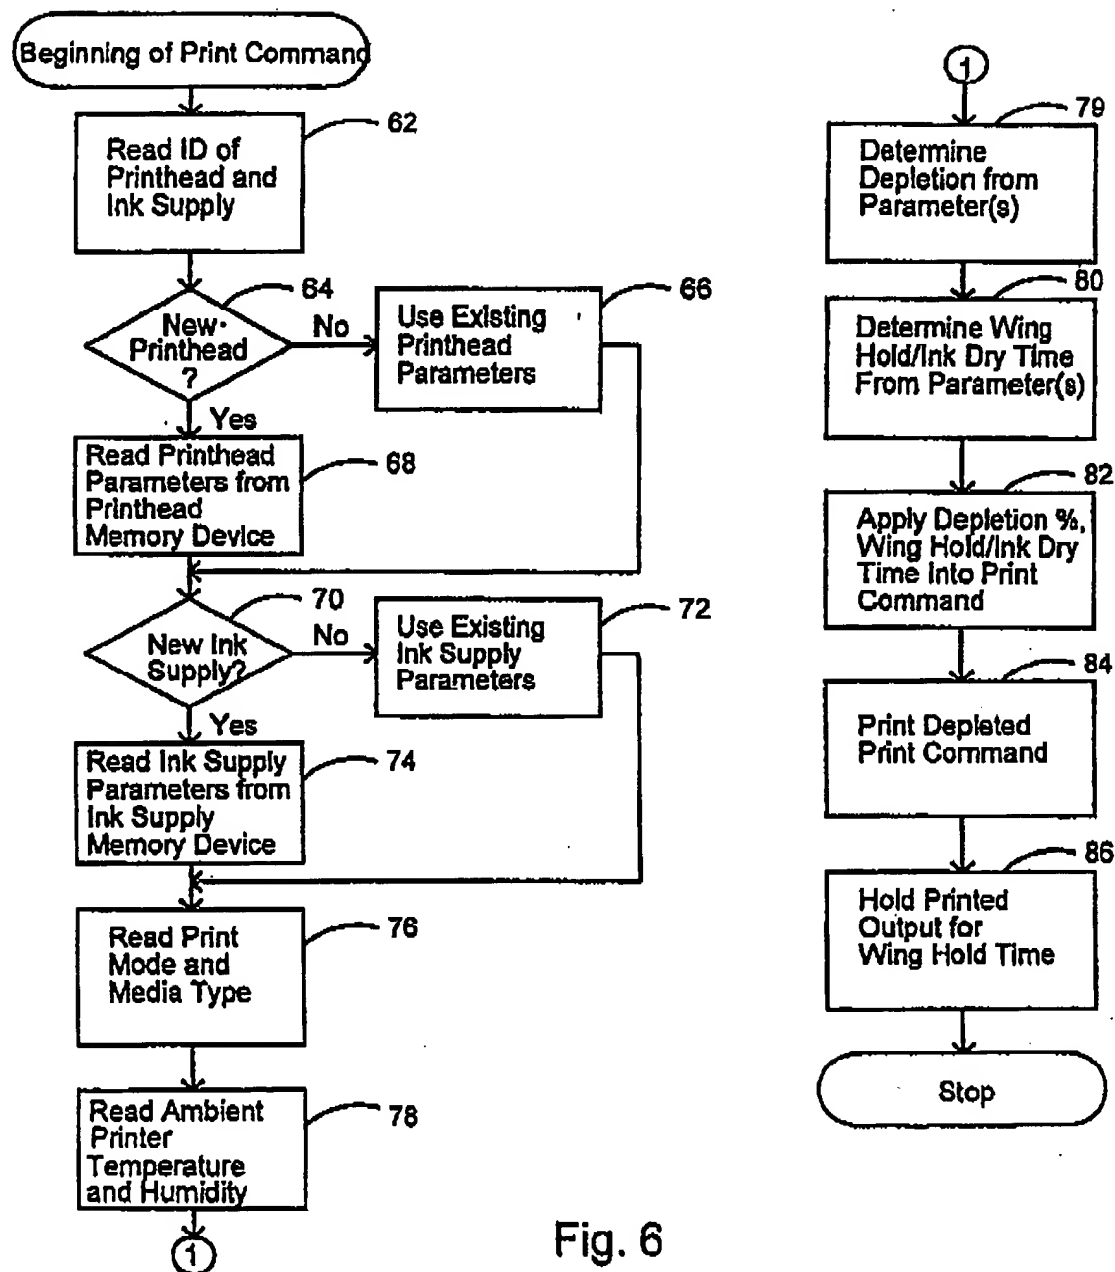 Beginning of Print Command
62
Read ID of
Printhead and
Ink Supply
64
New
Printhead
?
No
66
Use Existing
Printhead
Parameters
Yes
68
Read Printhead
Parameters from
Printhead
Memory Device
70
New Ink
Supply?
No
72
Use Existing
Ink Supply
Parameters
Yes
74
Read Ink Supply
Parameters from
Ink Supply
Memory Device
76
Read Print
Mode and
Media Type
78
Read Ambient
Printer
Temperature
and Humidity
1
1
79
Determine
Depletion from
Parameter(s)
80
Determine Wing
Hold/Ink Dry Time
From Parameter(s)
82
Apply Depletion %,
Wing Hold/Ink Dry
Time Into Print
Command
84
Print Depleted
Print Command
86
Hold Printed
Output for
Wing Hold Time
Stop
Fig. 6